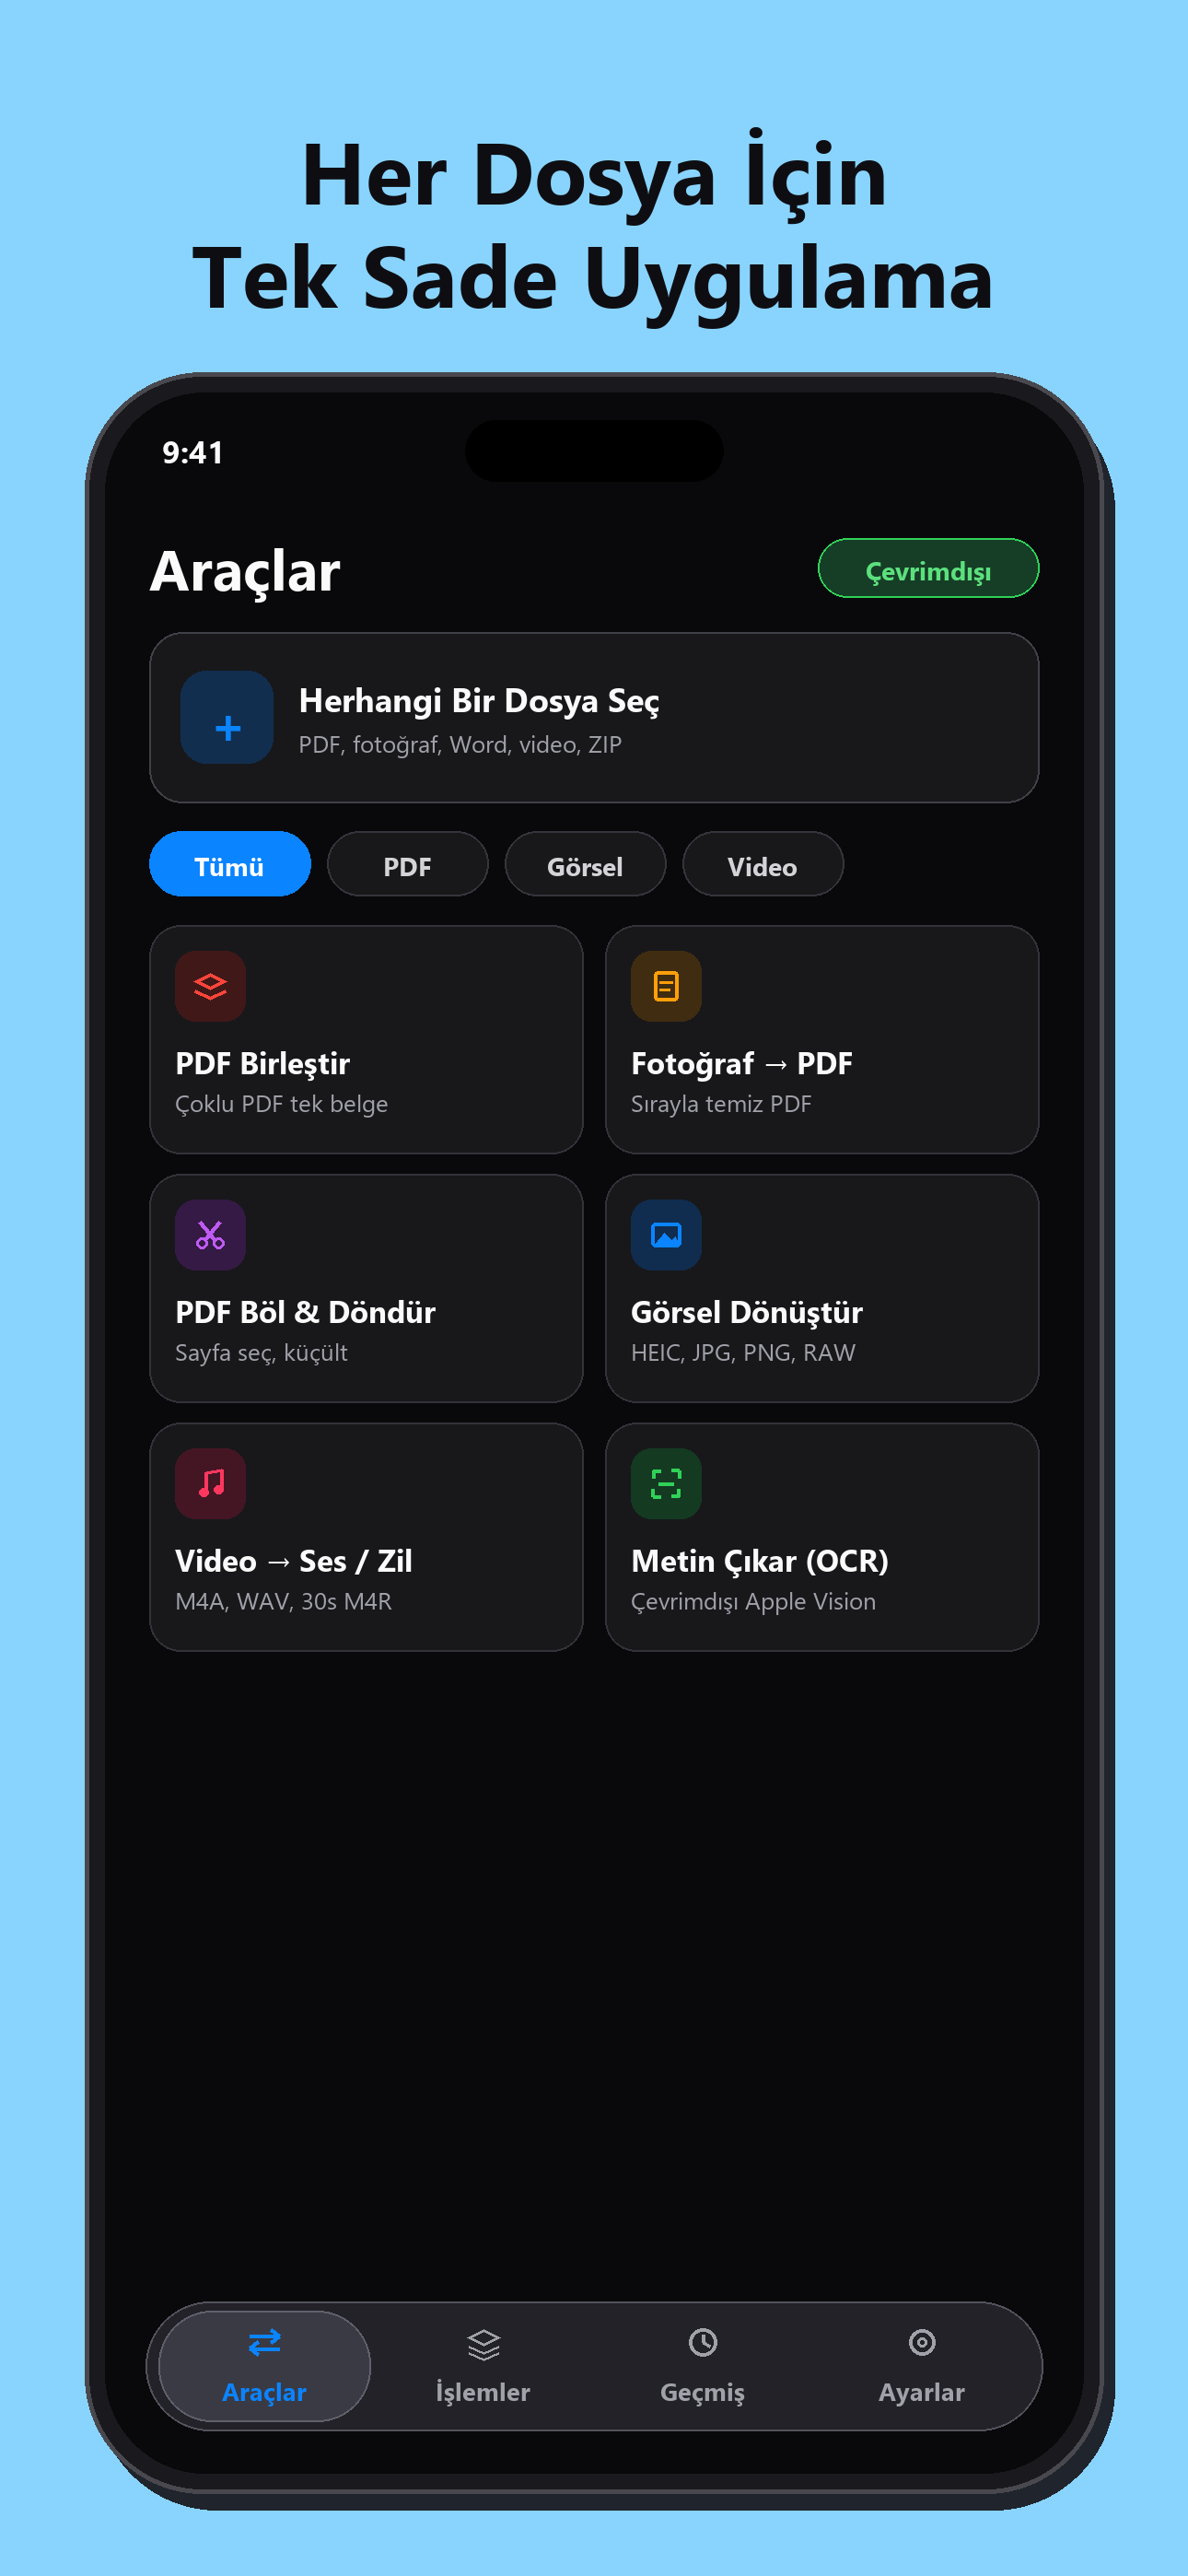 Her Dosya İçin
Tek Sade Uygulama
9:41
Araçlar
Çevrimdışı
Herhangi Bir Dosya Seç
PDF, fotoğraf, Word, video, ZIP
Tümü
PDF
Görsel
Video
PDF Birleştir
Çoklu PDF tek belge
Fotoğraf → PDF
Sırayla temiz PDF
PDF Böl & Döndür
Sayfa seç, küçült
Görsel Dönüştür
HEIC, JPG, PNG, RAW
Video → Ses / Zil
M4A, WAV, 30s M4R
Metin Çıkar (OCR)
Çevrimdışı Apple Vision
Araçlar
İşlemler
Geçmiş
Ayarlar